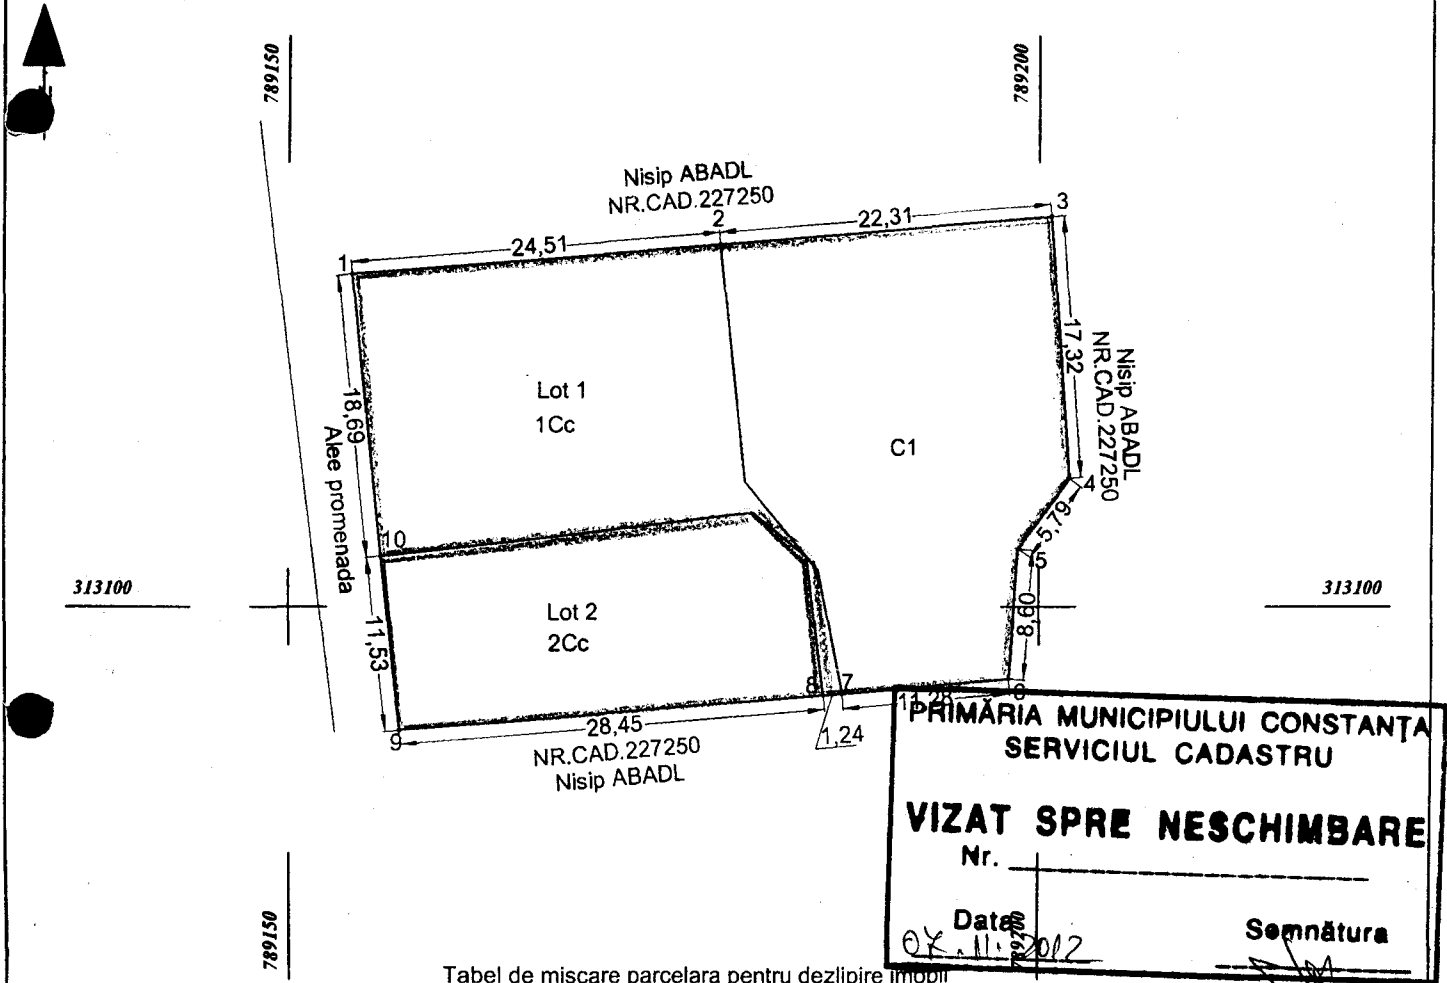 789150
789200
Nisip ABADL
NR.CAD.227250
1
24,51
2
22,31
3
18,69
Alee promenada
Lot 1
1Cc
C1
17,32
Nisip ABADL
NR.CAD.227250
4
5,79
5
10
313100
313100
11,53
Lot 2
2Cc
8,60
8
7
6
11,28
9
28,45
1,24
NR.CAD.227250
Nisip ABADL
PRIMĂRIA MUNICIPIULUI CONSTANȚA
SERVICIUL CADASTRU
VIZAT SPRE NESCHIMBARE
Nr.
Data
Semnătura
07.11.2012
789150
789200
Tabel de miscare parcelara pentru dezlipire imobil